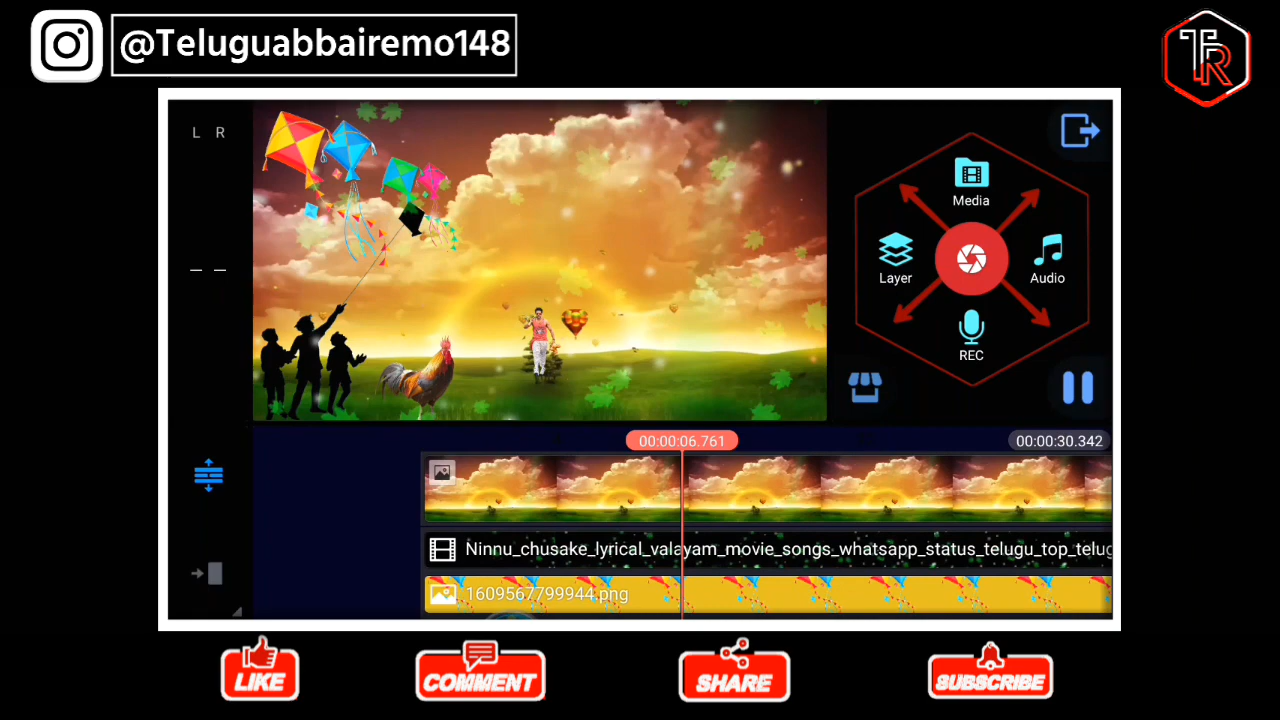 @Teluguabbairemo148
TR
L R
Media
Layer
Audio
REC
00:00:06.761
00:00:30.342
Ninnu_chusake_lyrical_valayam_movie_songs_whatsapp_status_telugu_top_telug
1609567799944.png
LIKE
COMMENT
SHARE
SUBSCRIBE